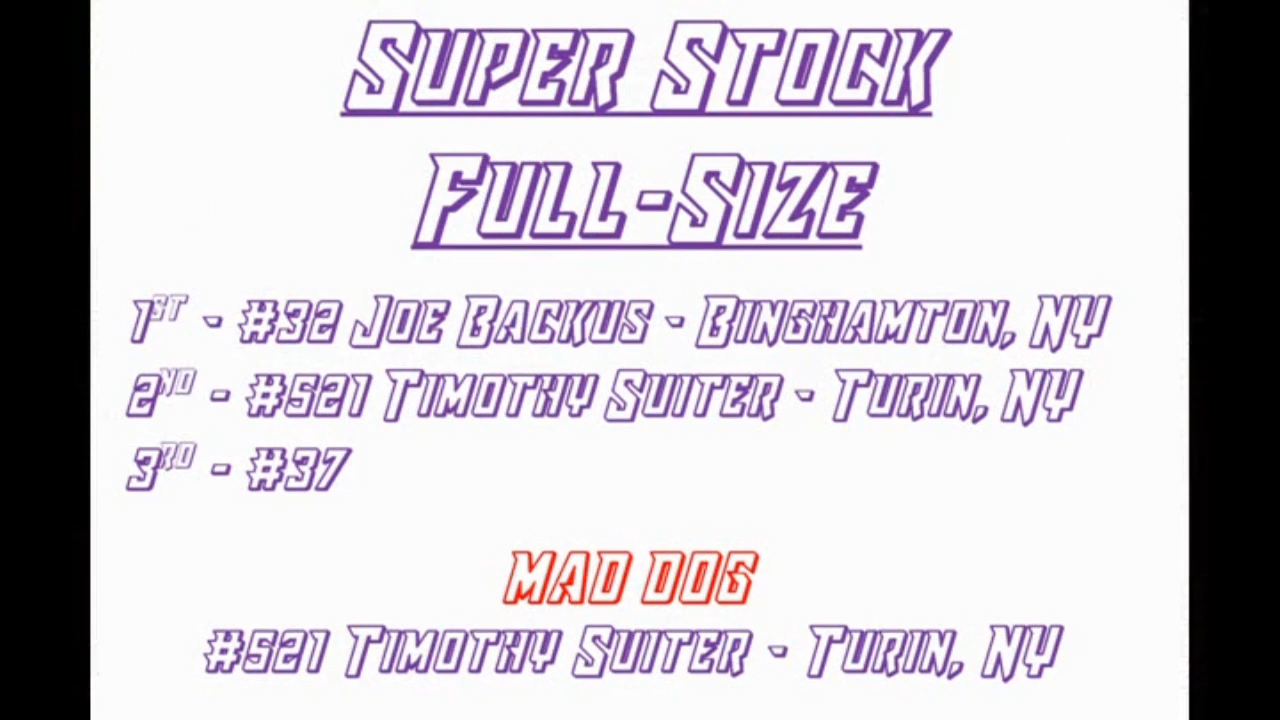 Super Stock
Full-Size
1st - #32 Joe Backus - Binghamton, NY
2nd - #521 Timothy Suiter - Turin, NY
3rd - #37
MAD DOG
#521 Timothy Suiter - Turin, NY